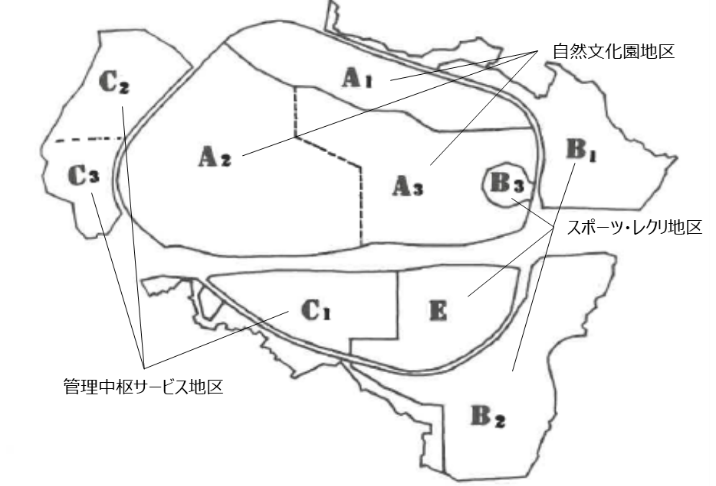 自然文化園地区
C2
A1
A2
B1
C3
A3
B3
スポーツ・レクリ地区
C1
E
管理中枢サービス地区
B2